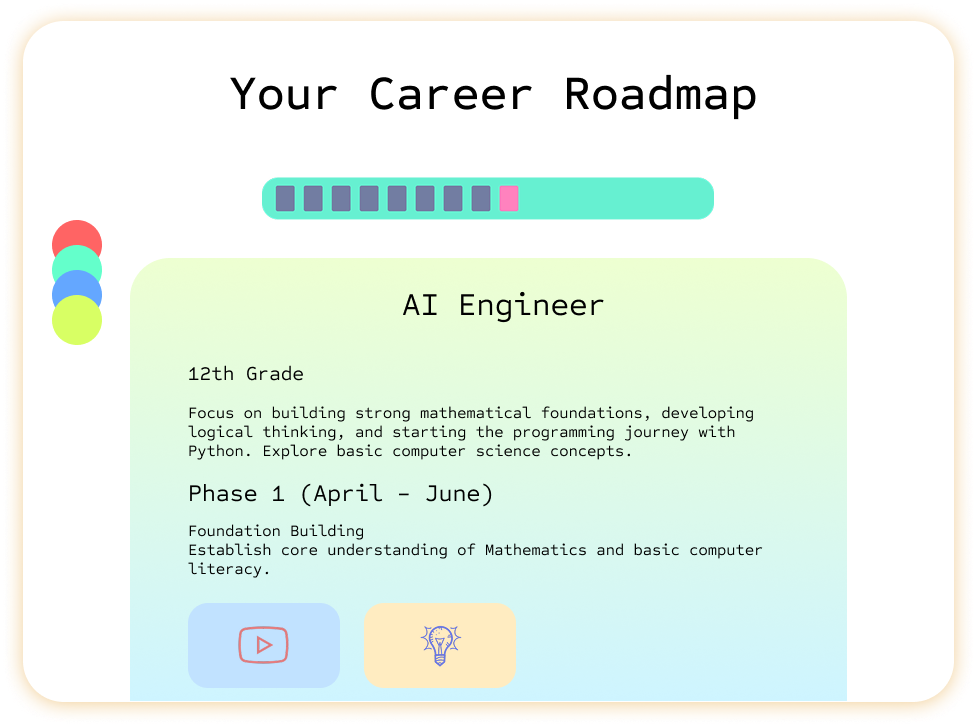 Your Career Roadmap
AI Engineer
12th Grade
Focus on building strong mathematical foundations, developing
logical thinking, and starting the programming journey with
Python. Explore basic computer science concepts.
Phase 1 (April – June)
Foundation Building
Establish core understanding of Mathematics and basic computer
literacy.